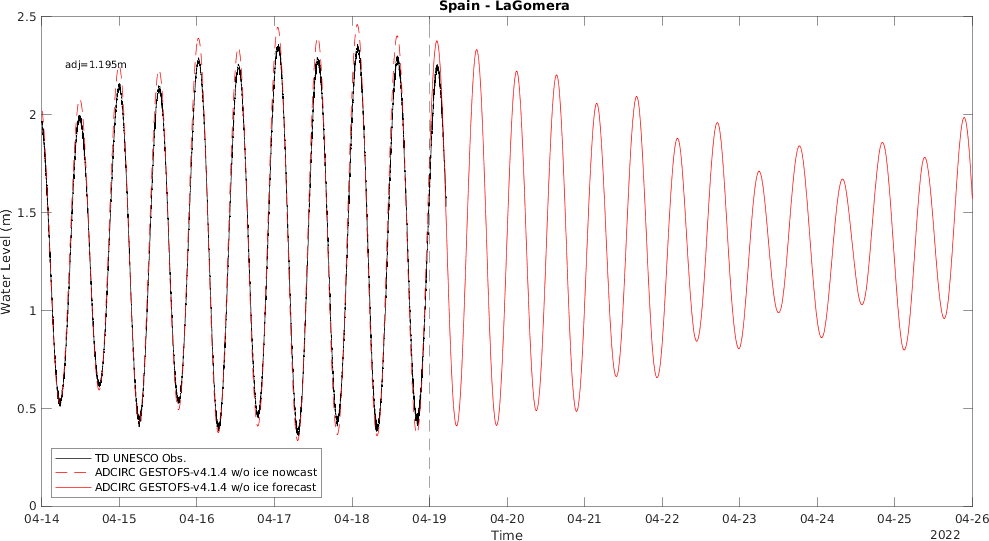 Spain - LaGomera
2.5
2
1.5
1
0.5
0
Water Level (m)
adj=1.195m
TD UNESCO Obs.
ADCIRC GESTOFS-v4.1.4 w/o ice nowcast
ADCIRC GESTOFS-v4.1.4 w/o ice forecast
04-14 04-15 04-16 04-17 04-18 04-19 04-20 04-21 04-22 04-23 04-24 04-25 04-26
Time
2022